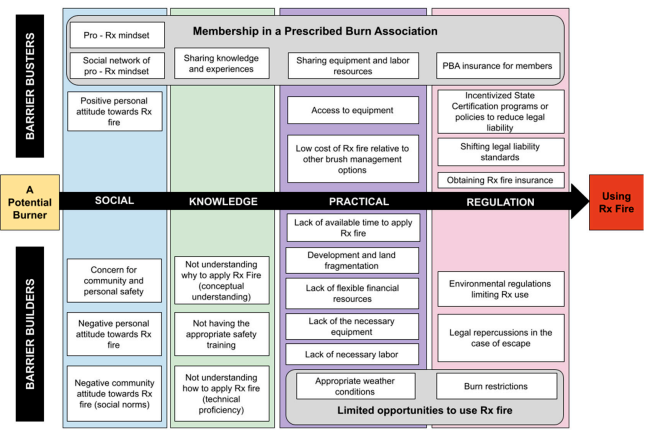 BARRIER BUSTERS
Membership in a Prescribed Burn Association
Pro - Rx mindset
Social network of
pro - Rx mindset
Sharing knowledge
and experiences
Sharing equipment and labor
resources
PBA insurance for members
Positive personal
attitude towards Rx
fire
Access to equipment
Low cost of Rx fire relative to
other brush management
options
Incentivized State
Certification programs or
policies to reduce legal
liability
Shifting legal liability
standards
Obtaining Rx fire insurance
A
Potential
Burner
SOCIAL
KNOWLEDGE
PRACTICAL
REGULATION
Using
Rx Fire
BARRIER BUILDERS
Concern for
community and
personal safety
Negative personal
attitude towards Rx
fire
Negative community
attitude towards Rx
fire (social norms)
Not understanding
why to apply Rx Fire
(conceptual
understanding)
Not having the
appropriate safety
training
Not understanding
how to apply Rx fire
(technical
proficiency)
Lack of available time to apply
Rx fire
Development and land
fragmentation
Lack of flexible financial
resources
Lack of the necessary
equipment
Lack of necessary labor
Appropriate weather
conditions
Environmental regulations
limiting Rx use
Legal repercussions in the
case of escape
Burn restrictions
Limited opportunities to use Rx fire